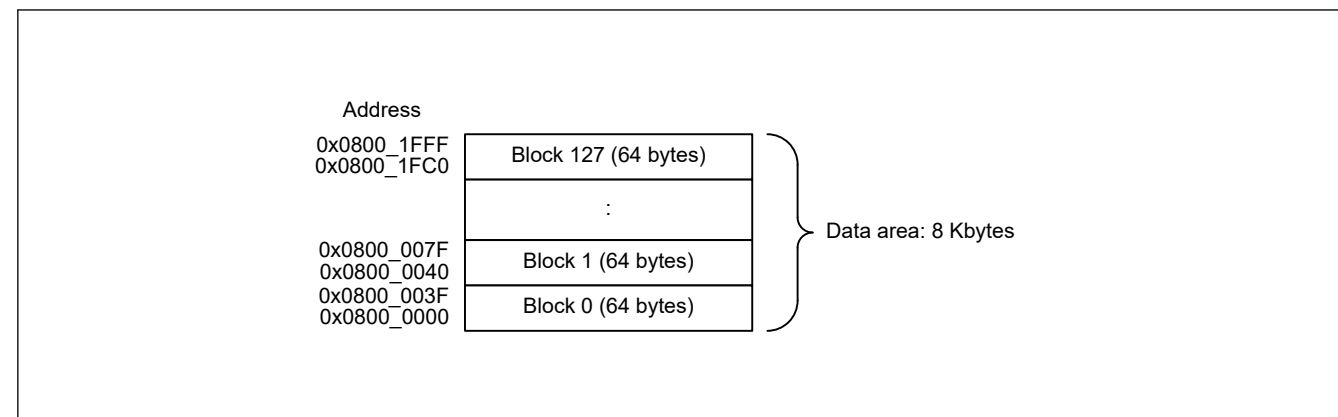 Address
0x0800_1FFF
0x0800_1FC0
Block 127 (64 bytes)
:
Data area: 8 Kbytes
0x0800_007F
0x0800_0040
Block 1 (64 bytes)
0x0800_003F
0x0800_0000
Block 0 (64 bytes)